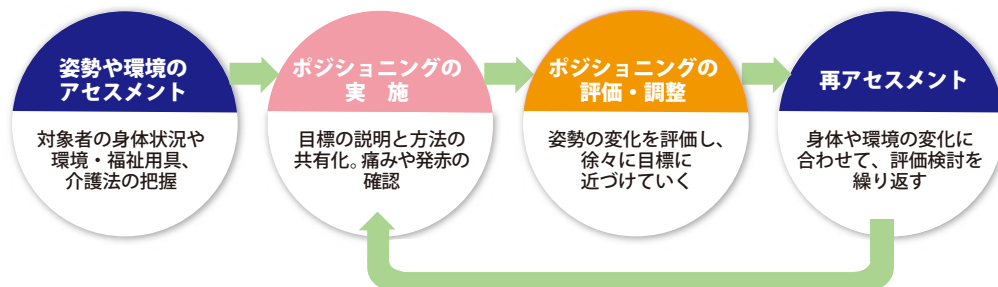 姿勢や環境の
アセスメント
対象者の身体状況や
環境・福祉用具、
介護法の把握
ポジショニングの
実　施
目標の説明と方法の
共有化。痛みや発赤の
確認
ポジショニングの
評価・調整
姿勢の変化を評価し、
徐々に目標に
近づけていく
再アセスメント
身体や環境の変化に
合わせて、評価検討を
繰り返す